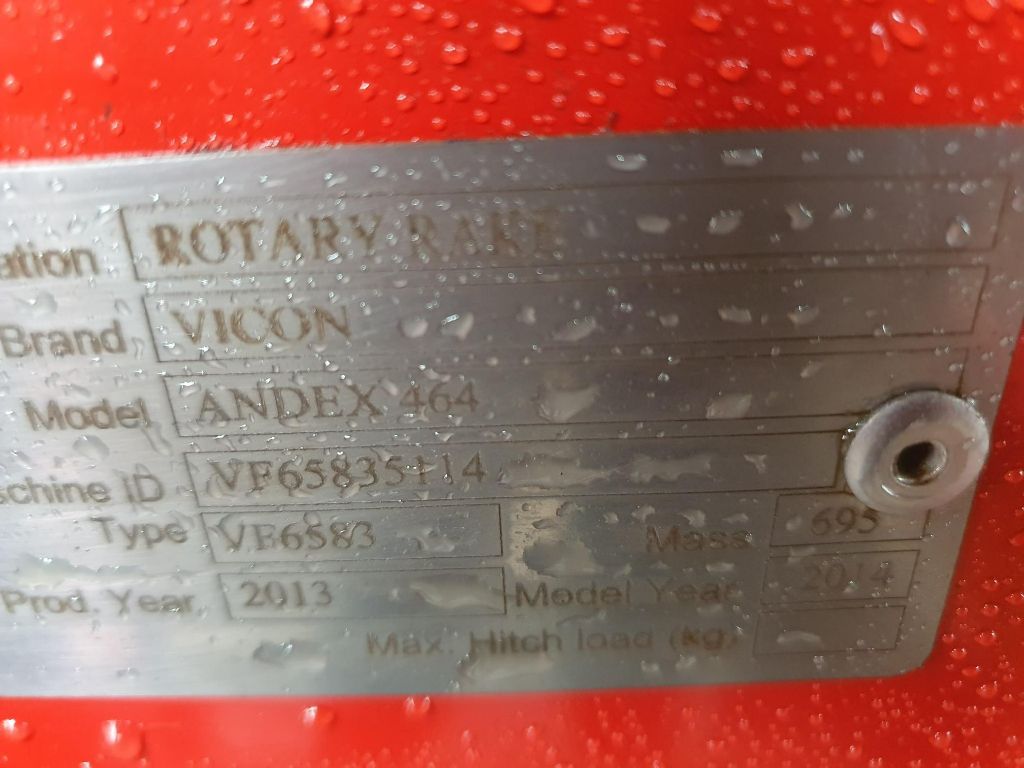 ation ROTARY RAKE
Brand VICON
Model ANDEX 464
schine ID VF65835114
Type VF6583 Mass 695
Prod. Year 2013 Model Year 2014
Max. Hitch load (kg)